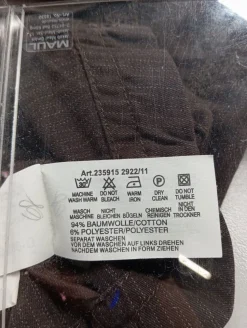 MAUL
Art.235915 2922/11
MACHINE WASH WARM
DO NOT BLEACH
WARM IRON
DRY CLEAN
DO NOT TUMBLE
WASCH MASCHINE
NICHT BLEICHEN
HEISS BÜGELN
CHEMISCH REINIGEN
NICHT IN DEN TROCKNER
94% BAUMWOLLE/COTTON
6% POLYESTER/POLYESTER
SEPARAT WASCHEN
VOR DEM WASCHEN AUF LINKS DREHEN
NACHDEM WASCHEN IN FORM ZIEHEN